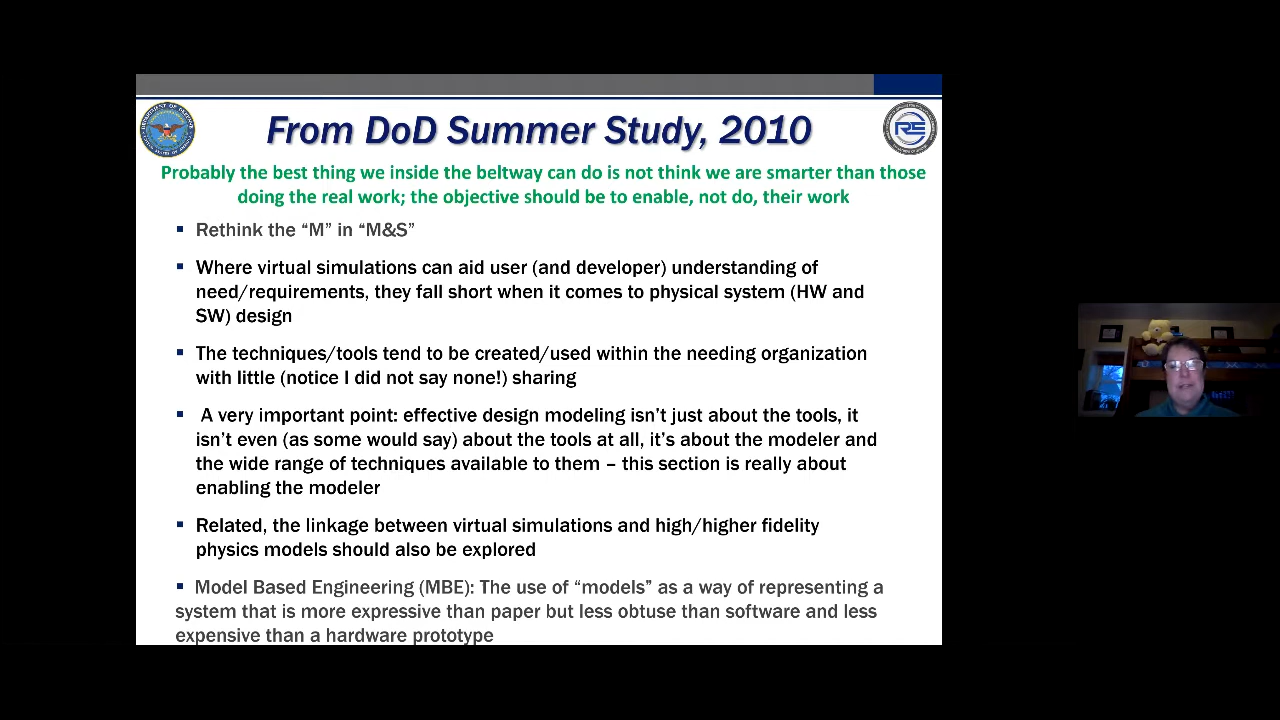 From DoD Summer Study, 2010
Probably the best thing we inside the beltway can do is not think we are smarter than those
doing the real work; the objective should be to enable, not do, their work
▪ Rethink the “M” in “M&S”
▪ Where virtual simulations can aid user (and developer) understanding of
need/requirements, they fall short when it comes to physical system (HW and
SW) design
▪ The techniques/tools tend to be created/used within the needing organization
with little (notice I did not say none!) sharing
▪ A very important point: effective design modeling isn’t just about the tools, it
isn’t even (as some would say) about the tools at all, it’s about the modeler and
the wide range of techniques available to them – this section is really about
enabling the modeler
▪ Related, the linkage between virtual simulations and high/higher fidelity
physics models should also be explored
▪ Model Based Engineering (MBE): The use of “models” as a way of representing a
system that is more expressive than paper but less obtuse than software and less
expensive than a hardware prototype
DEPARTMENT OF DEFENSE
UNITED STATES OF AMERICA
RE